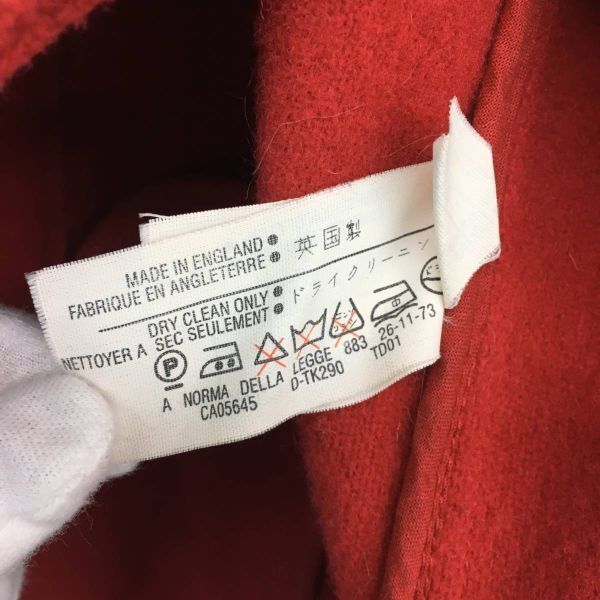 MADE IN ENGLAND ● 英国製
FABRIQUE EN ANGLETERRE ●
DRY CLEAN ONLY ● ドライクリーニン
NETTOYER A SEC SEULEMENT ●
P
A NORMA DELLA LEGGE 883 26-11-73
CA05645 D-TK290 TD01